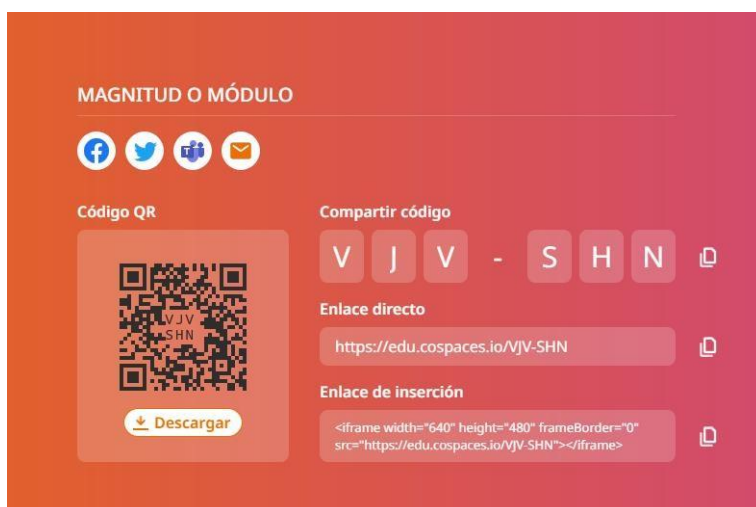 MAGNITUD O MÓDULO
Código QR
VJV
SHN
Descargar
Compartir código
V J V - S H N
Enlace directo
https://edu.cospaces.io/VJV-SHN
Enlace de inserción
<iframe width="640" height="480" frameBorder="0"
src="https://edu.cospaces.io/VJV-SHN"></iframe>